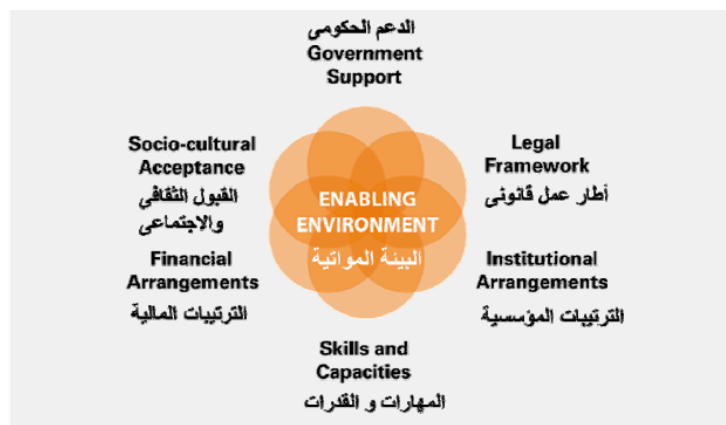 الدعم الحكومى
Government
Support
Socio-cultural
Acceptance
القبول الثقافي
والاجتماعى
Legal
Framework
أطار عمل قانونى
ENABLING
ENVIRONMENT
البيئة المواتية
Financial
Arrangements
الترتيبات المالية
Institutional
Arrangements
الترتيبات المؤسسية
Skills and
Capacities
المهارات و القدرات